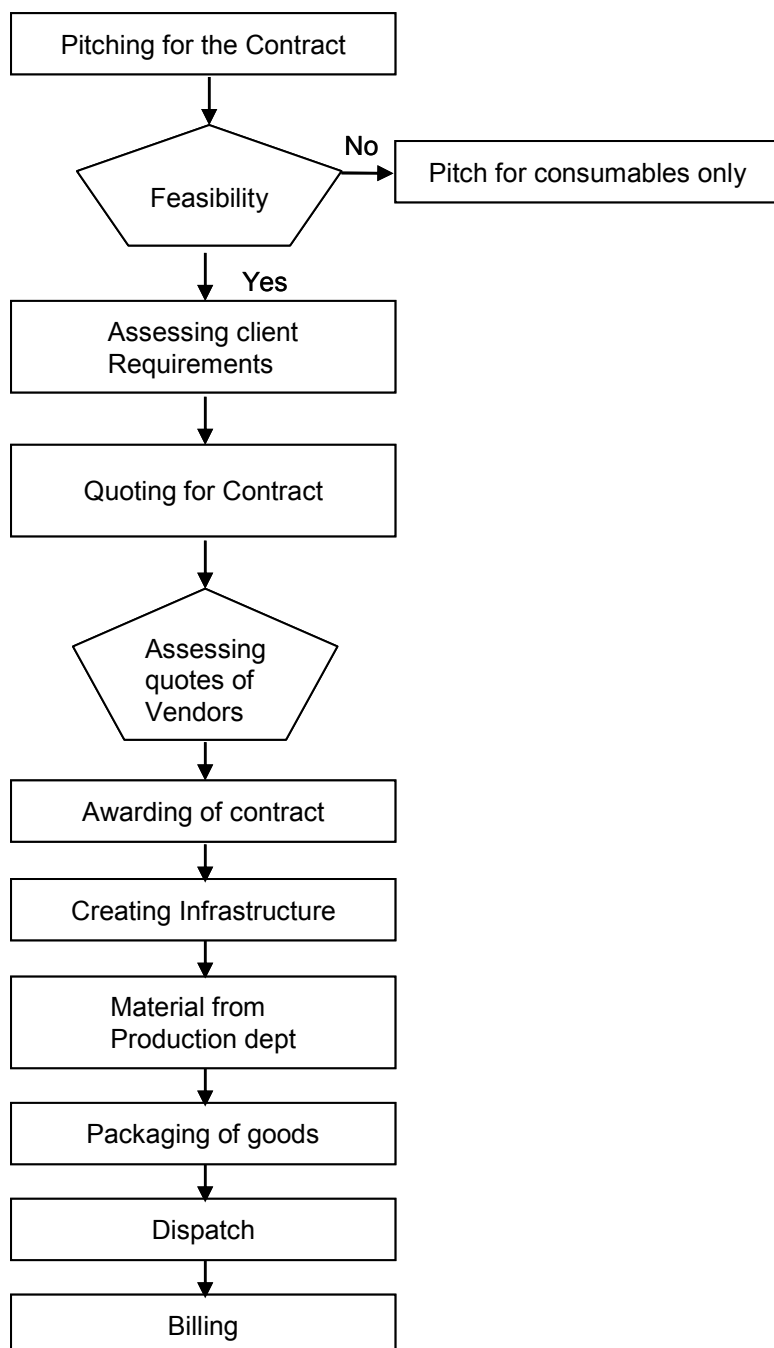 Pitching for the Contract
No
Pitch for consumables only
Feasibility
Yes
Assessing client
Requirements
Quoting for Contract
Assessing
quotes of
Vendors
Awarding of contract
Creating Infrastructure
Material from
Production dept
Packaging of goods
Dispatch
Billing